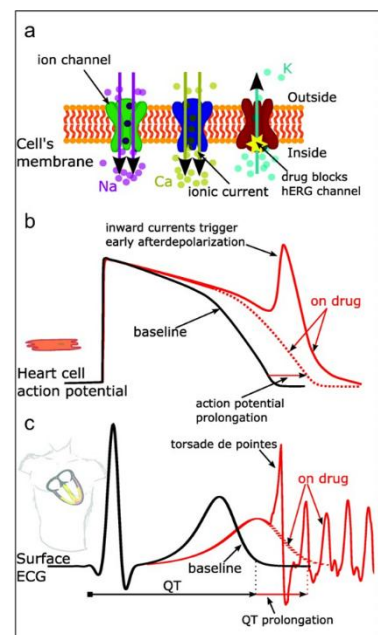 a
ion channel
K
Outside
Cell's
membrane
Inside
Na
Ca
ionic current
drug blocks
hERG channel
b
inward currents trigger
early afterdepolarization
on drug
baseline
Heart cell
action potential
action potential
prolongation
c
torsade de pointes
on drug
Surface
ECG
baseline
QT
QT prolongation